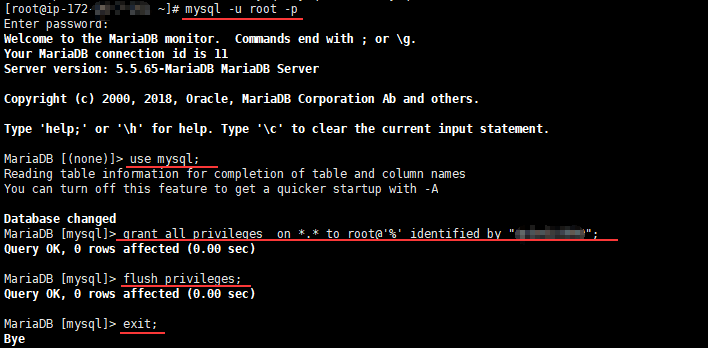 [root@ip-172- ~]# mysql -u root -p
Enter password:
Welcome to the MariaDB monitor.  Commands end with ; or \g.
Your MariaDB connection id is 11
Server version: 5.5.65-MariaDB MariaDB Server
Copyright (c) 2000, 2018, Oracle, MariaDB Corporation Ab and others.
Type 'help;' or '\h' for help. Type '\c' to clear the current input statement.
MariaDB [(none)]> use mysql;
Reading table information for completion of table and column names
You can turn off this feature to get a quicker startup with -A
Database changed
MariaDB [mysql]> grant all privileges  on *.* to root@'%' identified by "";
Query OK, 0 rows affected (0.00 sec)
MariaDB [mysql]> flush privileges;
Query OK, 0 rows affected (0.00 sec)
MariaDB [mysql]> exit;
Bye